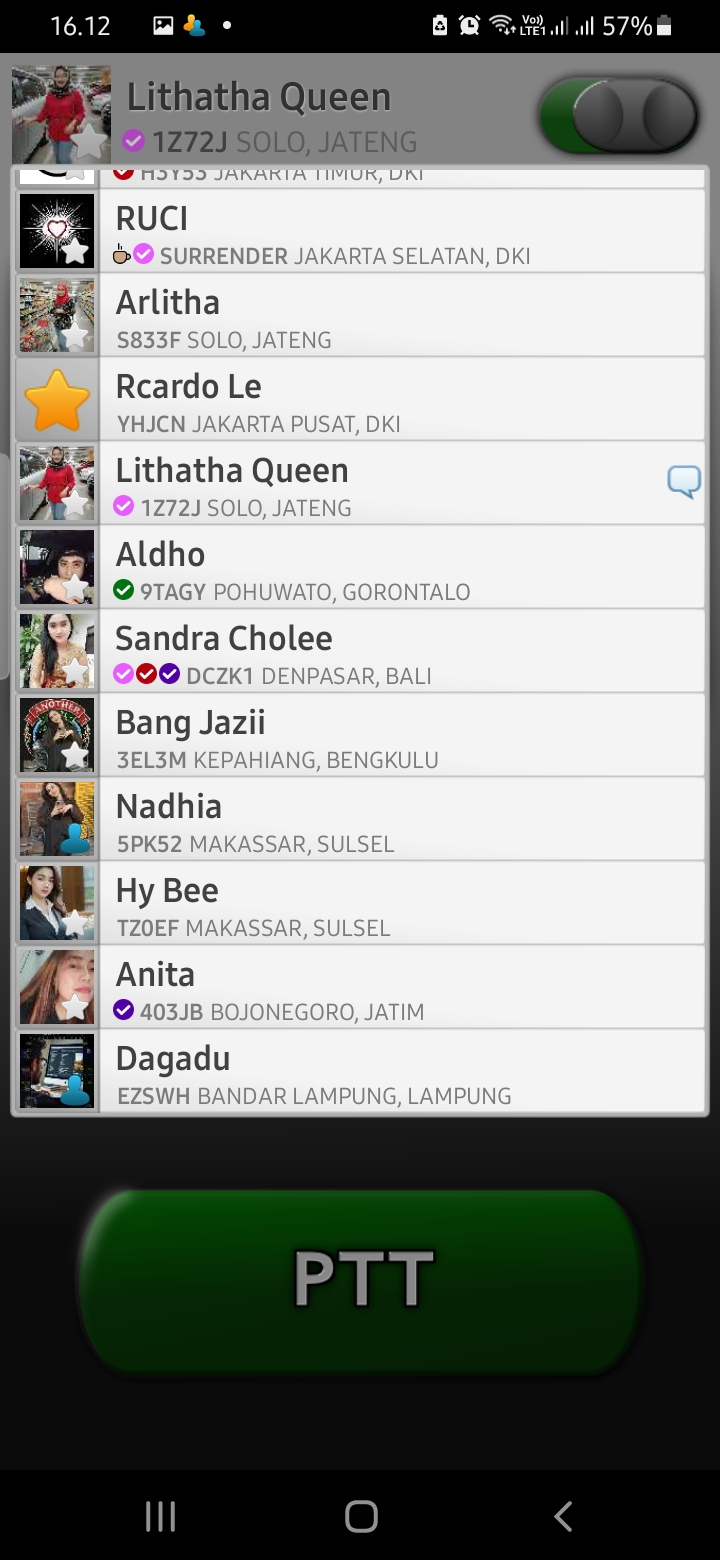 16.12
Vo)) LTE1 57%
Lithatha Queen
1Z72J SOLO, JATENG
H3Y53 JAKARTA TIMUR, DKI
RUCI
SURRENDER JAKARTA SELATAN, DKI
Arlitha
S833F SOLO, JATENG
Rcardo Le
YHJCN JAKARTA PUSAT, DKI
Lithatha Queen
1Z72J SOLO, JATENG
Aldho
9TAGY POHUWATO, GORONTALO
Sandra Cholee
DCZK1 DENPASAR, BALI
ANOTHER
Bang Jazii
3EL3M KEPAHIANG, BENGKULU
Nadhia
5PK52 MAKASSAR, SULSEL
Hy Bee
TZ0EF MAKASSAR, SULSEL
Anita
403JB BOJONEGORO, JATIM
Dagadu
EZSWH BANDAR LAMPUNG, LAMPUNG
PTT